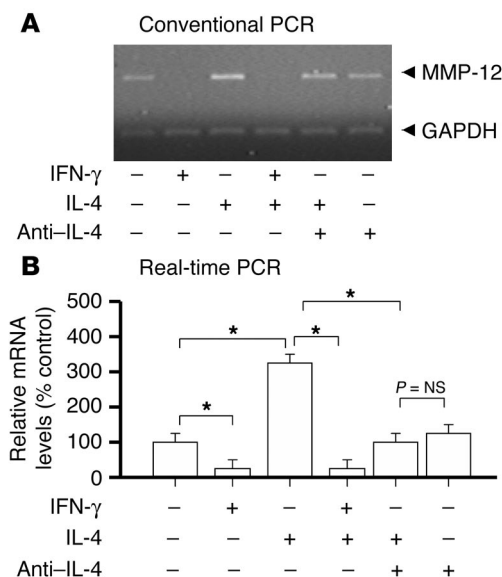 A
Conventional PCR
MMP-12
GAPDH
IFN-γ – + – + – –
IL-4 – – + + + –
Anti–IL-4 – – – – + +
B
Real-time PCR
Relative mRNA
levels (% control)
500
400
300
200
100
0
*
*
*
*
P = NS
IFN-γ – + – + – –
IL-4 – – + + + –
Anti–IL-4 – – – – + +